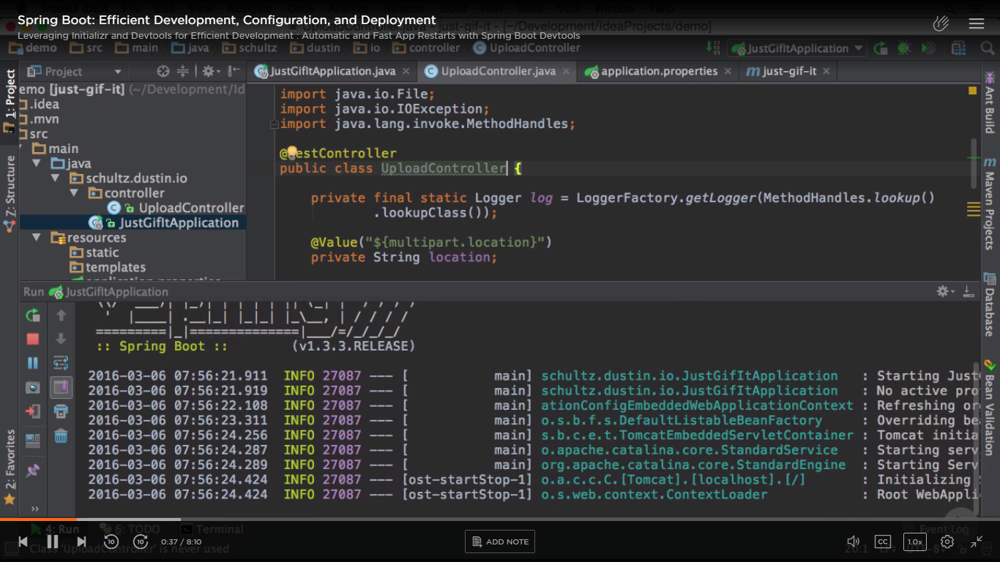 Spring Boot: Efficient Development, Configuration, and Deployment
Leveraging Initializr and Devtools for Efficient Development : Automatic and Fast App Restarts with Spring Boot Devtools
demo src main java schultz dustin io controller UploadController JustGifItApplication
1: Project
Z: Structure
2: Favorites
Project
JustGifItApplication.java UploadController.java application.properties just-gif-it
emo [just-gif-it] (~/Development/Id
.idea
.mvn
src
main
java
schultz.dustin.io
controller
UploadController
JustGifItApplication
resources
static
templates
application.properties
import java.io.File;
import java.io.IOException;
import java.lang.invoke.MethodHandles;
@RestController
public class UploadController {
private final static Logger log = LoggerFactory.getLogger(MethodHandles.lookup()
.lookupClass());
@Value("${multipart.location}")
private String location;
Ant Build
Maven Projects
Database
Bean Validation
Run JustGifItApplication
:: Spring Boot :: (v1.3.3.RELEASE)
2016-03-06 07:56:21.911 INFO 27087 --- [ main] schultz.dustin.io.JustGifItApplication : Starting Just
2016-03-06 07:56:21.919 INFO 27087 --- [ main] schultz.dustin.io.JustGifItApplication : No active pro
2016-03-06 07:56:22.108 INFO 27087 --- [ main] ationConfigEmbeddedWebApplicationContext : Refreshing or
2016-03-06 07:56:23.311 INFO 27087 --- [ main] o.s.b.f.s.DefaultListableBeanFactory : Overriding be
2016-03-06 07:56:24.256 INFO 27087 --- [ main] s.b.c.e.t.TomcatEmbeddedServletContainer : Tomcat initia
2016-03-06 07:56:24.287 INFO 27087 --- [ main] o.apache.catalina.core.StandardService : Starting serv
2016-03-06 07:56:24.289 INFO 27087 --- [ main] org.apache.catalina.core.StandardEngine : Starting Serv
2016-03-06 07:56:24.424 INFO 27087 --- [ost-startStop-1] o.a.c.c.C.[Tomcat].[localhost].[/] : Initializing
2016-03-06 07:56:24.424 INFO 27087 --- [ost-startStop-1] o.s.web.context.ContextLoader : Root WebAppli
4: Run 6: TODO Terminal Event Log
10 10 0:37 / 8:10 ADD NOTE CC 1.0x
Class 'UploadController' is never used 20:1 UTF-8